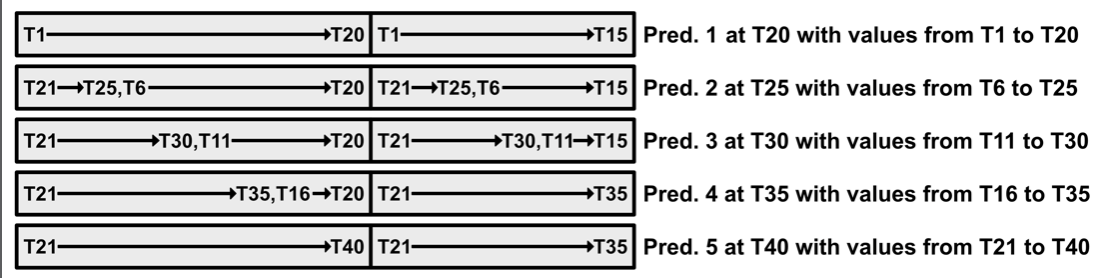 T1→T20 T1→T15 Pred. 1 at T20 with values from T1 to T20
T21→T25,T6→T20 T21→T25,T6→T15 Pred. 2 at T25 with values from T6 to T25
T21→T30,T11→T20 T21→T30,T11→T15 Pred. 3 at T30 with values from T11 to T30
T21→T35,T16→T20 T21→T35 Pred. 4 at T35 with values from T16 to T35
T21→T40 T21→T35 Pred. 5 at T40 with values from T21 to T40